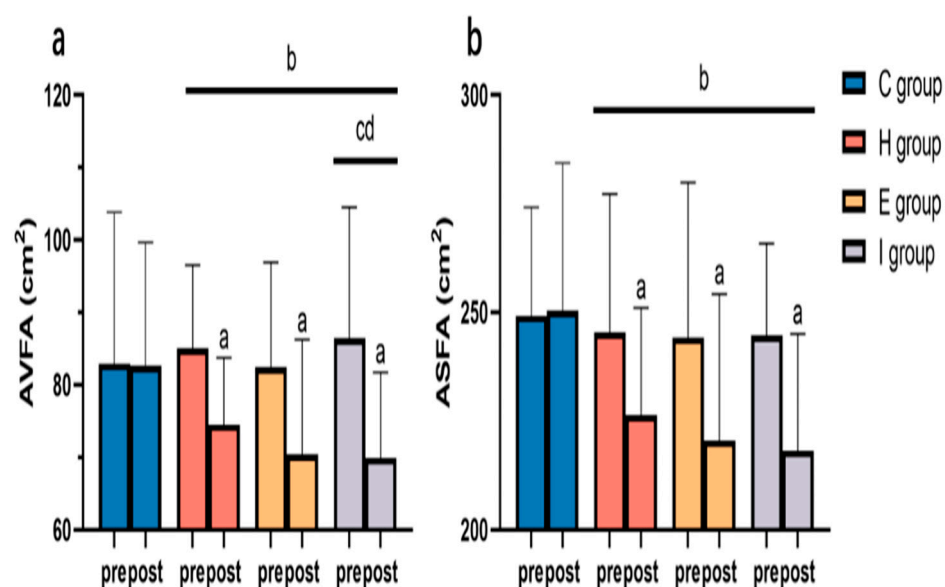 a
b
b
b
120
cd
100
a
a
a
80
60
AVFA (cm²)
prepost prepost prepost prepost
300
250
a
a
a
200
ASFA (cm²)
prepost prepost prepost prepost
C group
H group
E group
I group